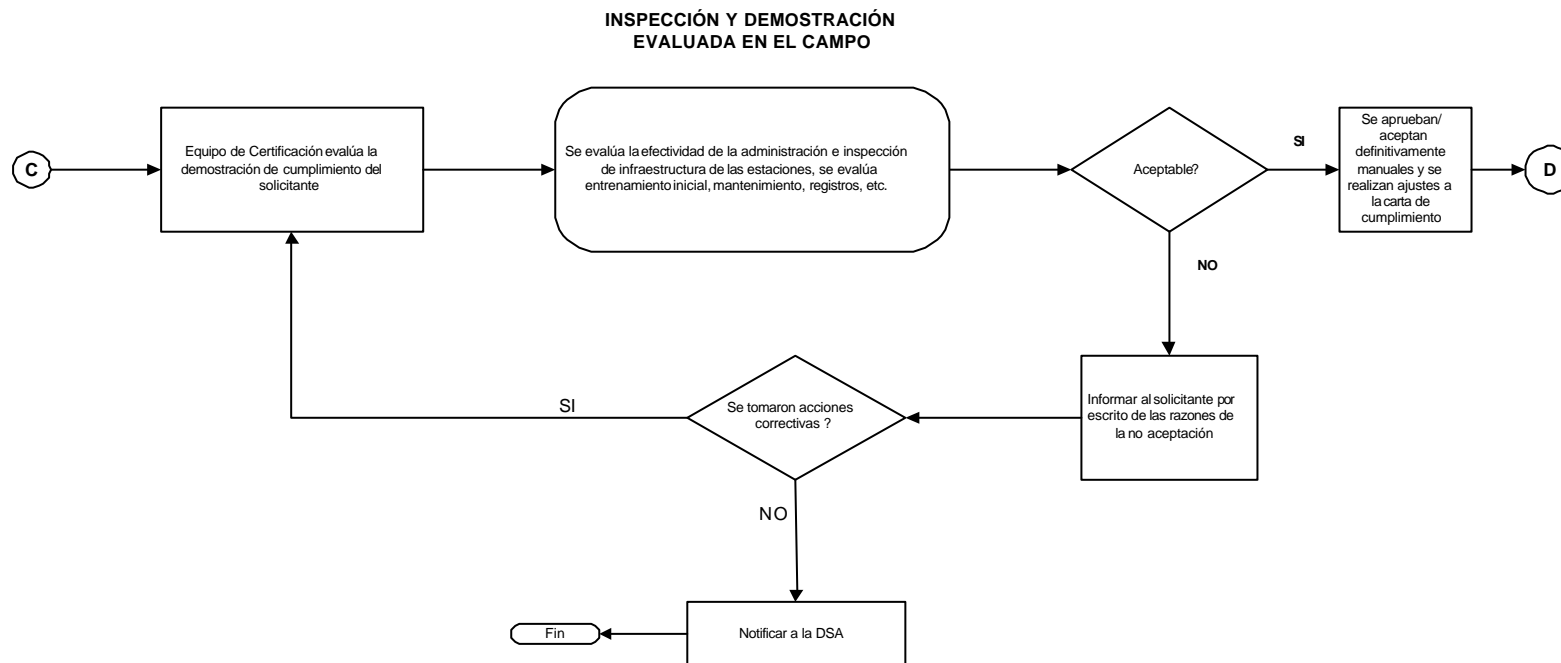 INSPECCIÓN Y DEMOSTRACIÓN
EVALUADA EN EL CAMPO
C
Equipo de Certificación evalúa la
demostración de cumplimiento del
solicitante
Se evalúa la efectividad de la administración e inspección
de infraestructura de las estaciones, se evalúa
entrenamiento inicial, mantenimiento, registros, etc.
Aceptable?
SI
Se aprueban/
aceptan
definitivamente
manuales y se
realizan ajustes a
la carta de
cumplimiento
D
NO
Informar al solicitante por
escrito de las razones de
la no aceptación
Se tomaron acciones
correctivas ?
SI
NO
Notificar a la DSA
Fin